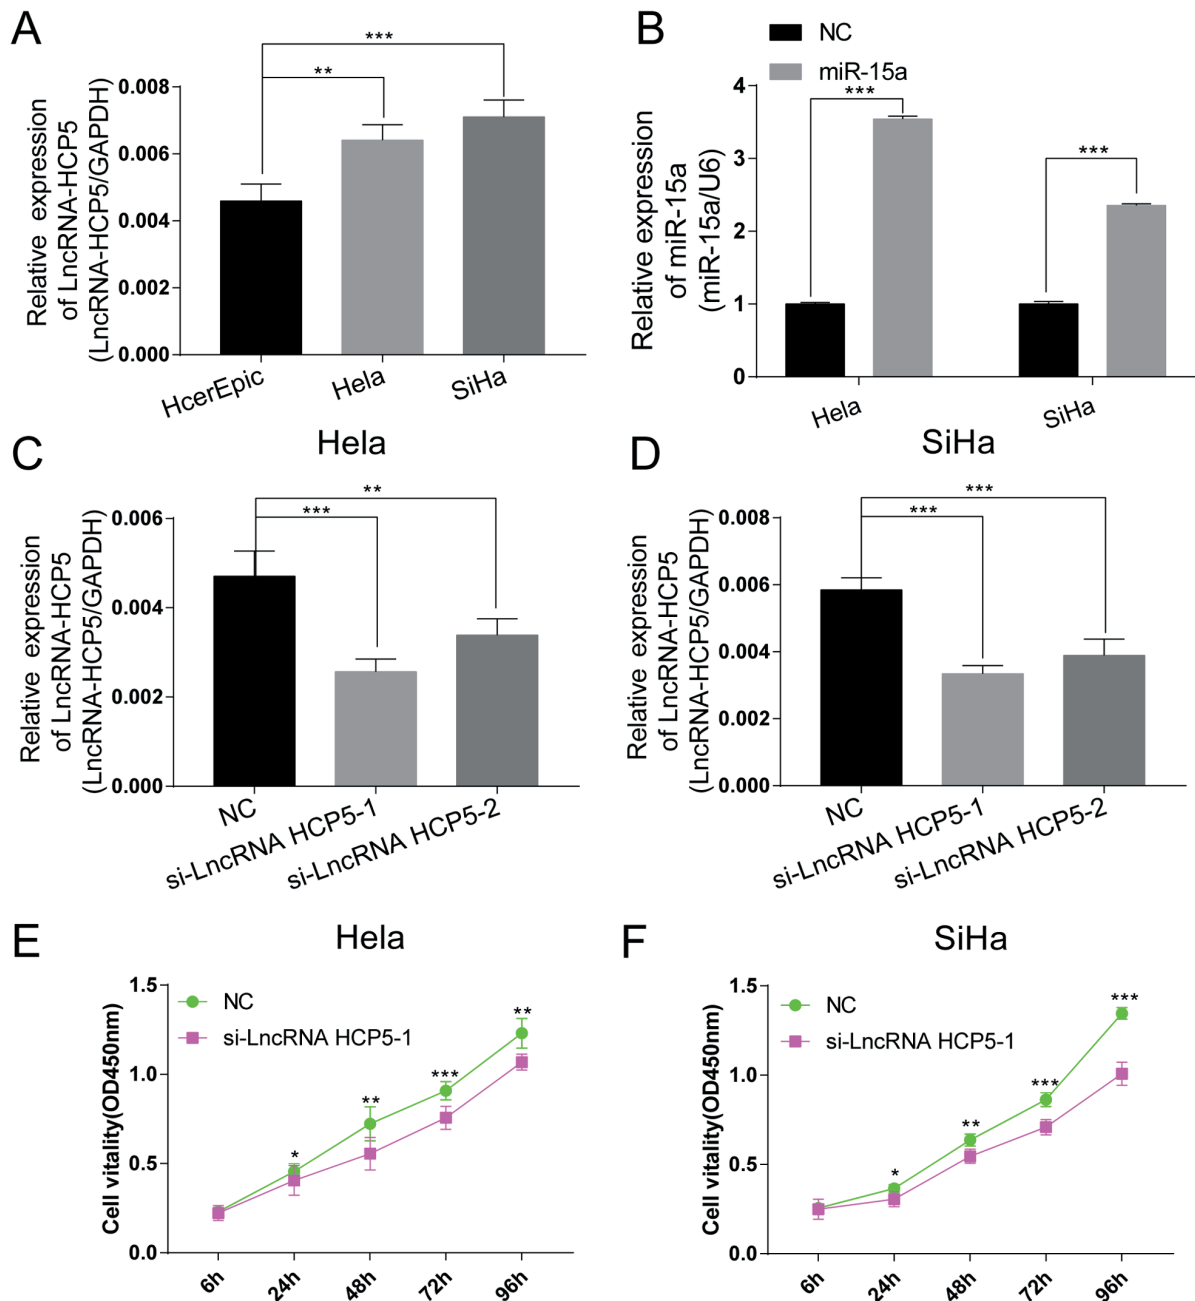 A
Relative expression
of LncRNA-HCP5
(LncRNA-HCP5/GAPDH)
0.008
0.006
0.004
0.002
0.000
***
**
HcerEpic
Hela
SiHa
B
NC
miR-15a
Relative expression
of miR-15a
(miR-15a/U6)
4
3
2
1
0
***
***
Hela
SiHa
C
Hela
Relative expression
of LncRNA-HCP5
(LncRNA-HCP5/GAPDH)
0.006
0.004
0.002
0.000
**
***
NC
si-LncRNA HCP5-1
si-LncRNA HCP5-2
D
SiHa
Relative expression
of LncRNA-HCP5
(LncRNA-HCP5/GAPDH)
0.008
0.006
0.004
0.002
0.000
***
***
NC
si-LncRNA HCP5-1
si-LncRNA HCP5-2
E
Hela
Cell vitality(OD450nm)
1.5
1.0
0.5
0.0
NC
si-LncRNA HCP5-1
*
**
***
**
6h
24h
48h
72h
96h
F
SiHa
Cell vitality(OD450nm)
1.5
1.0
0.5
0.0
NC
si-LncRNA HCP5-1
*
**
***
***
6h
24h
48h
72h
96h